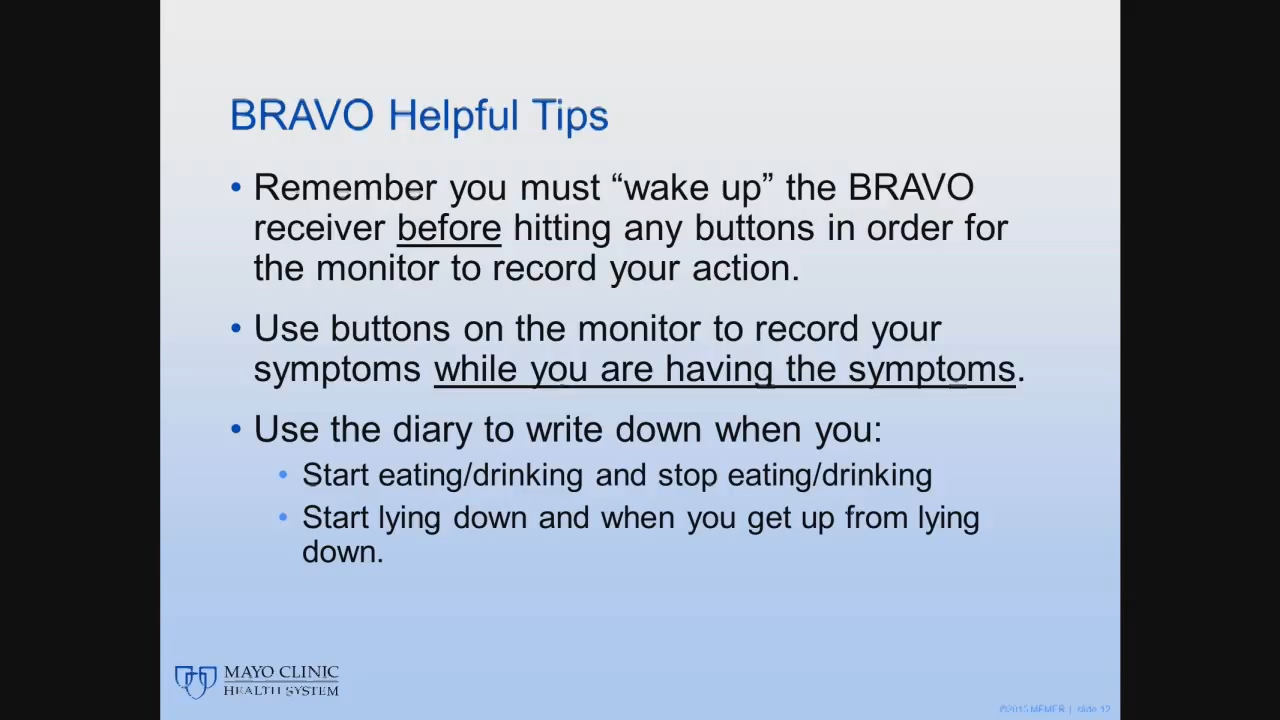 BRAVO Helpful Tips
• Remember you must “wake up” the BRAVO
receiver before hitting any buttons in order for
the monitor to record your action.
• Use buttons on the monitor to record your
symptoms while you are having the symptoms.
• Use the diary to write down when you:
• Start eating/drinking and stop eating/drinking
• Start lying down and when you get up from lying
down.
MAYO CLINIC
HEALTH SYSTEM
| slide 12